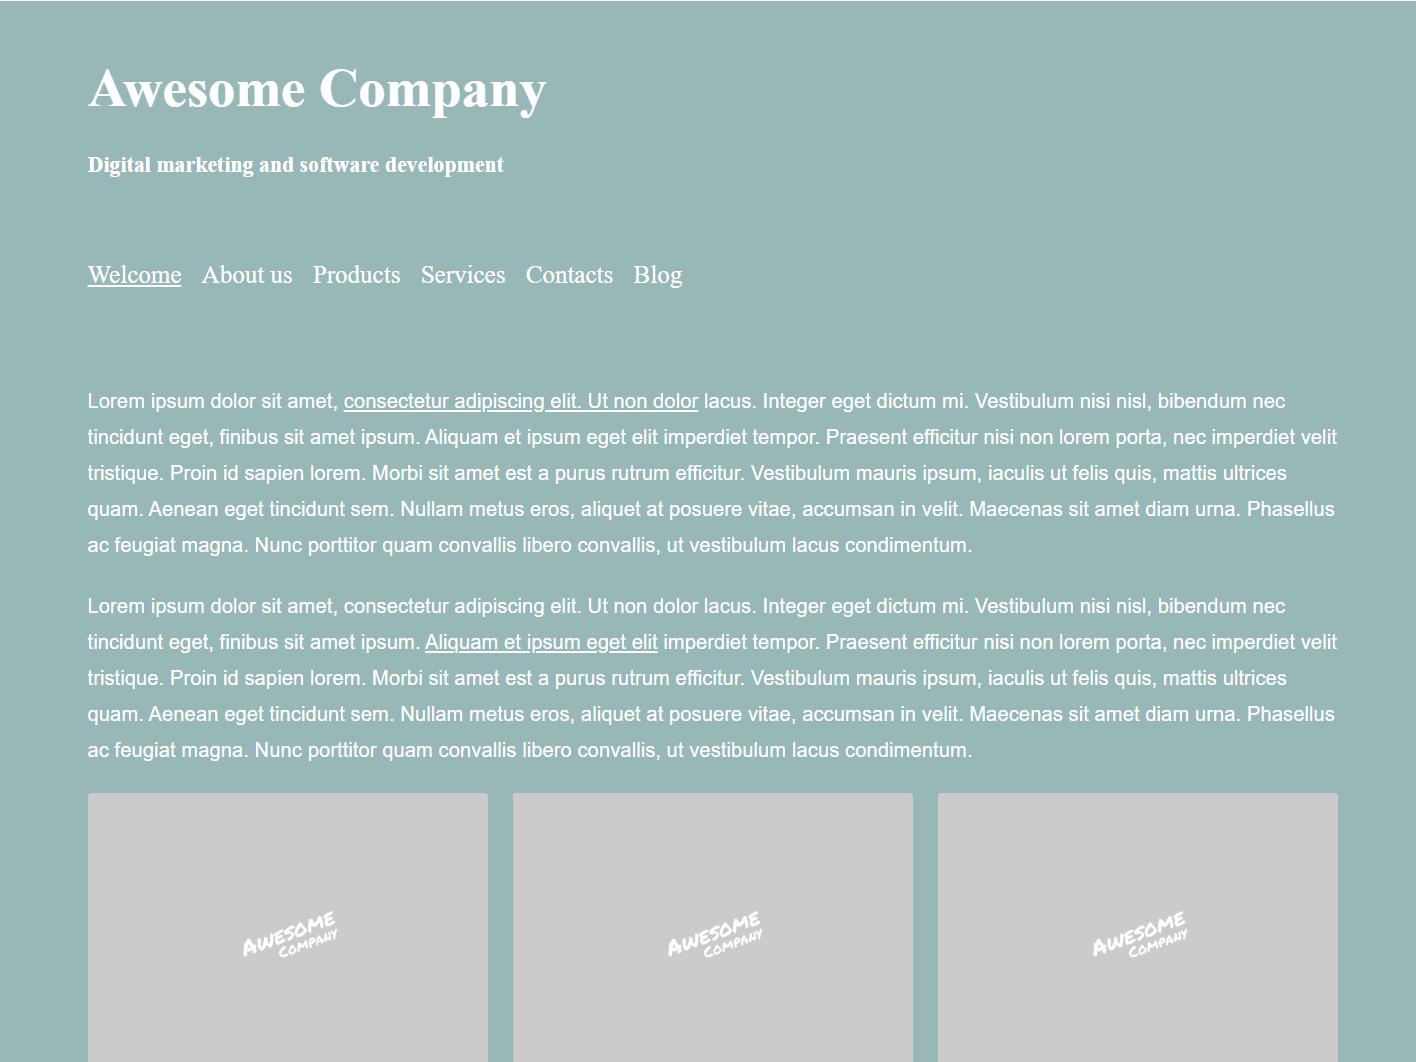 Awesome Company
Digital marketing and software development
Welcome About us Products Services Contacts Blog
Lorem ipsum dolor sit amet, consectetur adipiscing elit. Ut non dolor lacus. Integer eget dictum mi. Vestibulum nisi nisl, bibendum nec
tincidunt eget, finibus sit amet ipsum. Aliquam et ipsum eget elit imperdiet tempor. Praesent efficitur nisi non lorem porta, nec imperdiet velit
tristique. Proin id sapien lorem. Morbi sit amet est a purus rutrum efficitur. Vestibulum mauris ipsum, iaculis ut felis quis, mattis ultrices
quam. Aenean eget tincidunt sem. Nullam metus eros, aliquet at posuere vitae, accumsan in velit. Maecenas sit amet diam urna. Phasellus
ac feugiat magna. Nunc porttitor quam convallis libero convallis, ut vestibulum lacus condimentum.
Lorem ipsum dolor sit amet, consectetur adipiscing elit. Ut non dolor lacus. Integer eget dictum mi. Vestibulum nisi nisl, bibendum nec
tincidunt eget, finibus sit amet ipsum. Aliquam et ipsum eget elit imperdiet tempor. Praesent efficitur nisi non lorem porta, nec imperdiet velit
tristique. Proin id sapien lorem. Morbi sit amet est a purus rutrum efficitur. Vestibulum mauris ipsum, iaculis ut felis quis, mattis ultrices
quam. Aenean eget tincidunt sem. Nullam metus eros, aliquet at posuere vitae, accumsan in velit. Maecenas sit amet diam urna. Phasellus
ac feugiat magna. Nunc porttitor quam convallis libero convallis, ut vestibulum lacus condimentum.
Awesome
Company
Awesome
Company
Awesome
Company